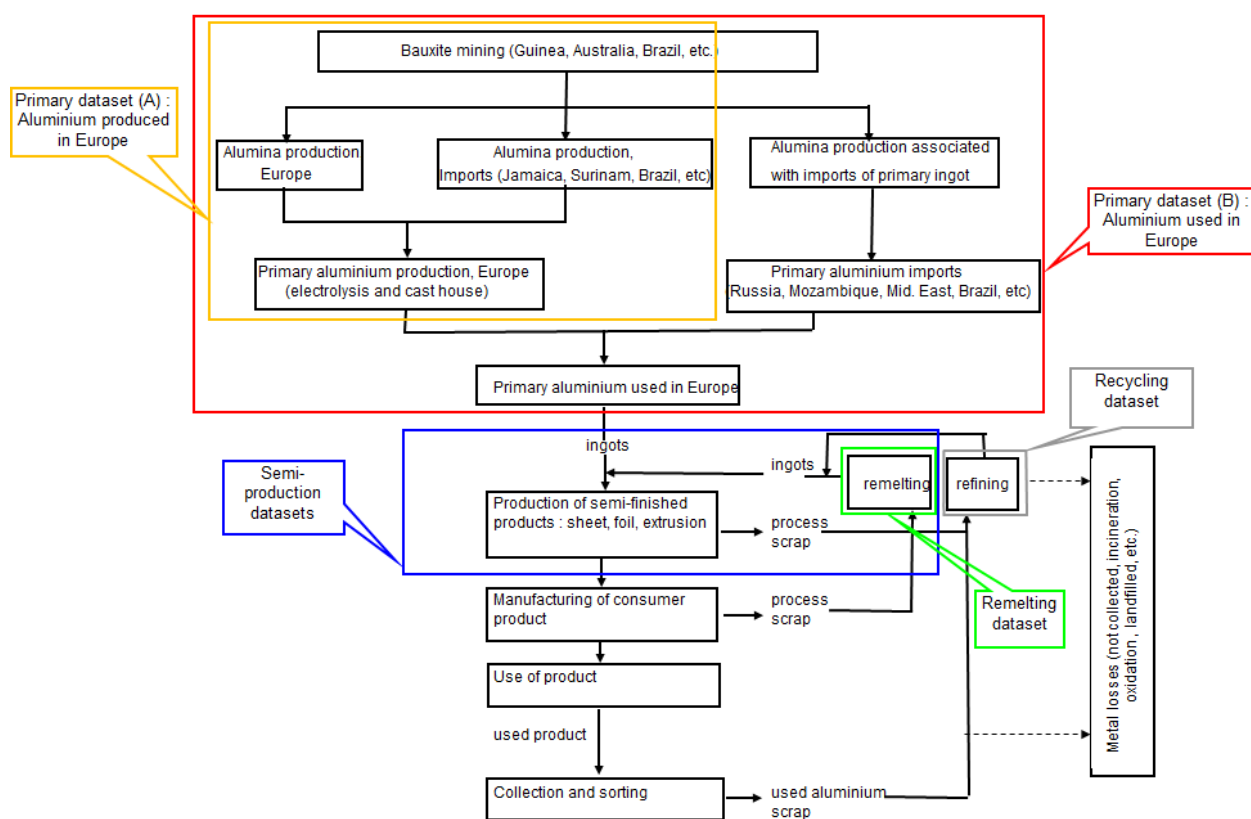 Bauxite mining (Guinea, Australia, Brazil, etc.)
Primary dataset (A) :
Aluminium produced
in Europe
Alumina production
Europe
Alumina production,
Imports (Jamaica, Surinam, Brazil, etc)
Alumina production associated
with imports of primary ingot
Primary dataset (B) :
Aluminium used in
Europe
Primary aluminium production, Europe
(electrolysis and cast house)
Primary aluminium imports
(Russia, Mozambique, Mid. East, Brazil, etc)
Primary aluminium used in Europe
Recycling
dataset
ingots
ingots
remelting
refining
Semi-
production
datasets
Production of semi-finished
products : sheet, foil, extrusion
process
scrap
Manufacturing of consumer
product
process
scrap
Remelting
dataset
Metal losses (not collected, incineration,
oxidation , landfilled, etc.)
Use of product
used product
Collection and sorting
used aluminium
scrap